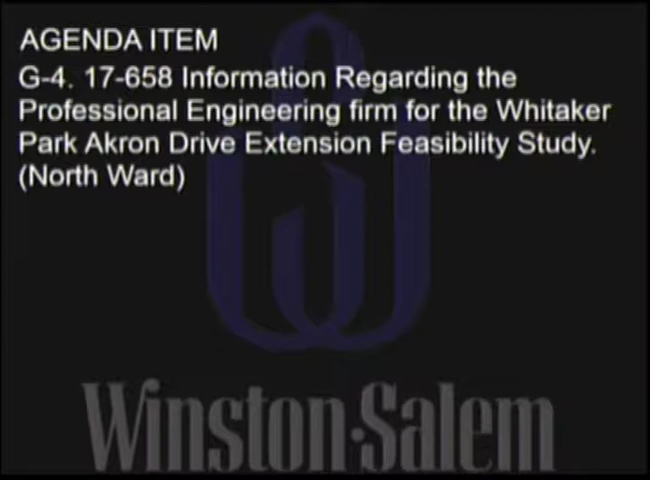 AGENDA ITEM
G-4. 17-658 Information Regarding the
Professional Engineering firm for the Whitaker
Park Akron Drive Extension Feasibility Study.
(North Ward)
Winston·Salem